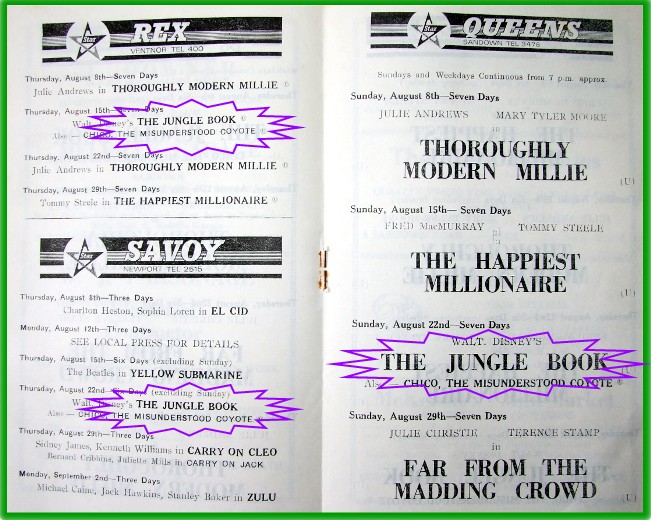 Star
REX
VENTNOR TEL 400
Thursday, August 8th—Seven Days
Julie Andrews in THOROUGHLY MODERN MILLIE Ⓤ
Thursday, August 15th—Seven Days
Walt Disney's THE JUNGLE BOOK Ⓤ
Also — CHICO, THE MISUNDERSTOOD COYOTE Ⓤ
Thursday, August 22nd—Seven Days
Julie Andrews in THOROUGHLY MODERN MILLIE Ⓤ
Thursday, August 29th—Seven Days
Tommy Steele in THE HAPPIEST MILLIONAIRE Ⓤ
Star
SAVOY
NEWPORT TEL 2515
Thursday, August 8th—Three Days
Charlton Heston, Sophia Loren in EL CID
Monday, August 12th—Three Days
SEE LOCAL PRESS FOR DETAILS
Thursday, August 15th—Six Days (excluding Sunday)
The Beatles in YELLOW SUBMARINE
Thursday, August 22nd—Six Days (excluding Sunday)
Walt Disney's THE JUNGLE BOOK
Also — CHICO, THE MISUNDERSTOOD COYOTE Ⓤ
Thursday, August 29th—Three Days
Sidney James, Kenneth Williams in CARRY ON CLEO
Bernard Cribbins, Juliette Mills in CARRY ON JACK
Monday, September 2nd—Three Days
Michael Caine, Jack Hawkins, Stanley Baker in ZULU
Star
QUEENS
SANDOWN TEL 3476
Sundays and Weekdays Continuous from 7 p.m. approx.
Sunday, August 8th—Seven Days
JULIE ANDREWS MARY TYLER MOORE
in
THOROUGHLY
MODERN MILLIE
(U)
Sunday, August 15th—Seven Days
FRED MacMURRAY TOMMY STEELE
in
THE HAPPIEST
MILLIONAIRE
(U)
Sunday, August 22nd—Seven Days
WALT DISNEY'S
THE JUNGLE BOOK
Also — CHICO, THE MISUNDERSTOOD COYOTE Ⓤ
Sunday, August 29th—Seven Days
JULIE CHRISTIE TERENCE STAMP
in
FAR FROM THE
MADDING CROWD
(U)